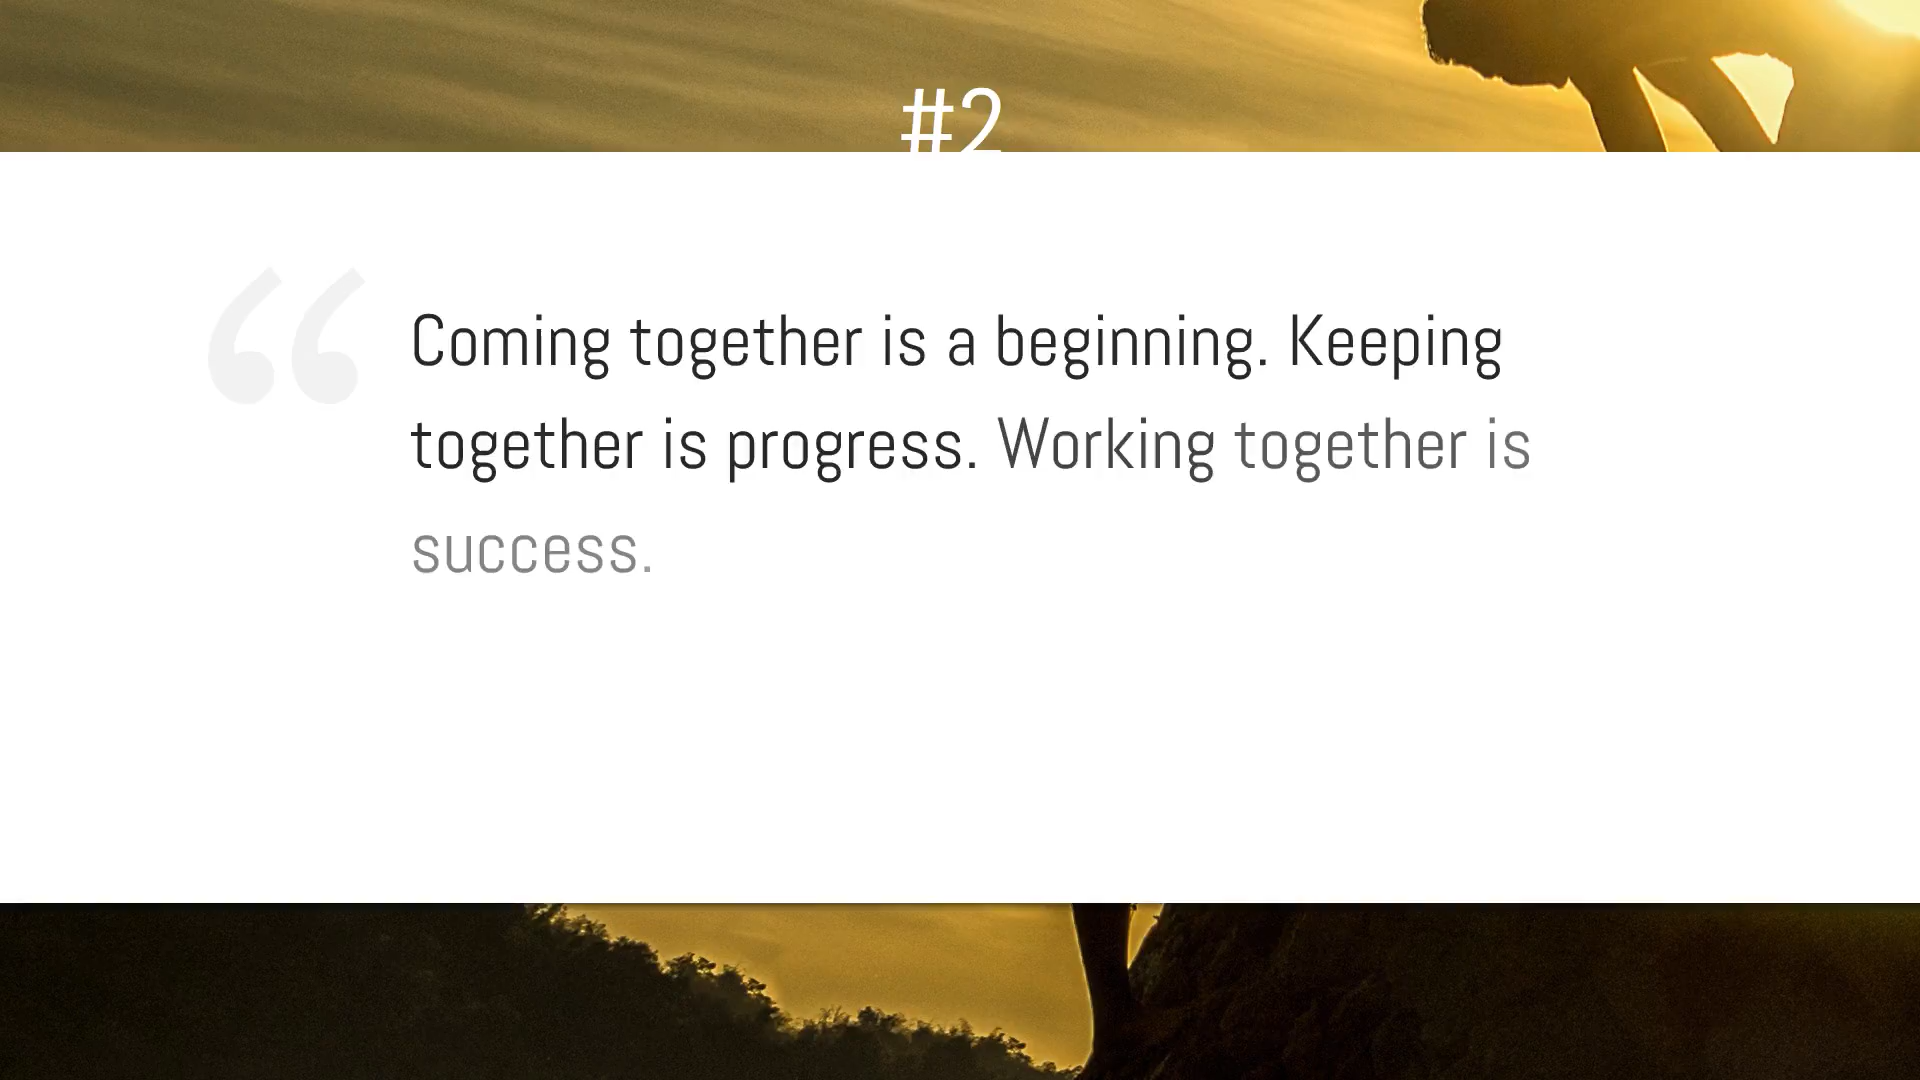 #2
“
Coming together is a beginning. Keeping
together is progress. Working together is
success.